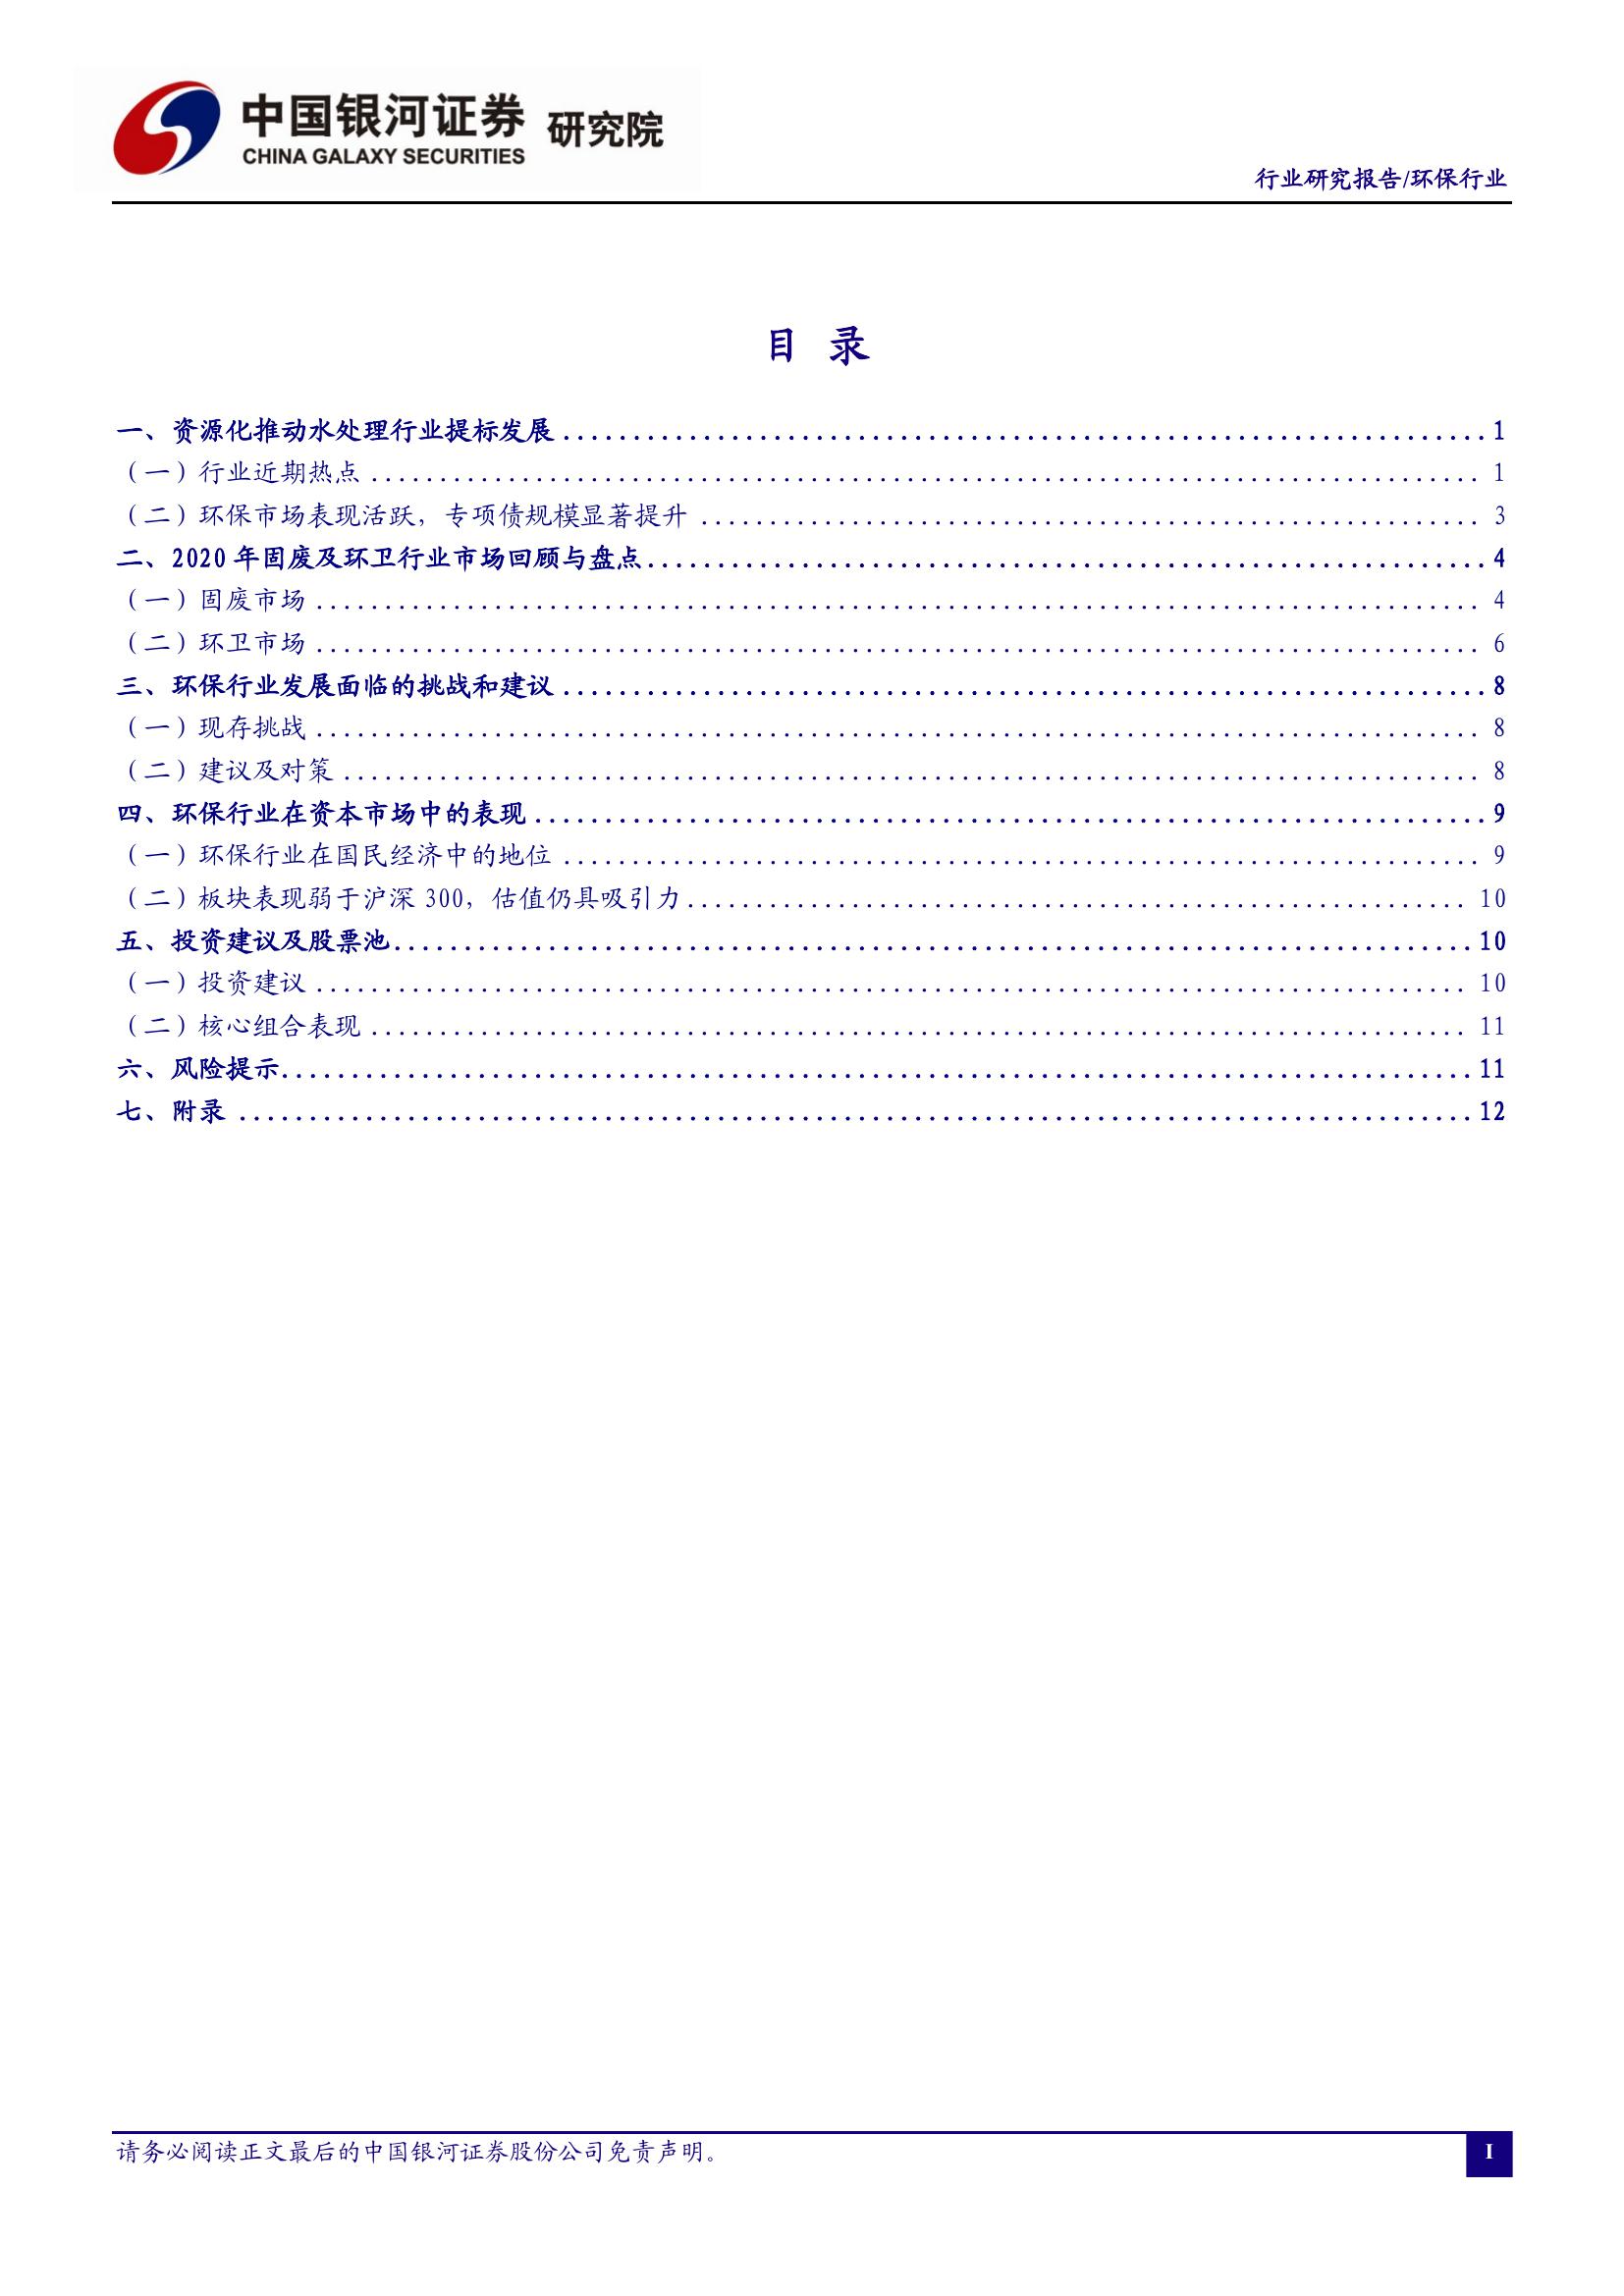 中国银河证券 研究院
CHINA GALAXY SECURITIES
行业研究报告/环保行业
目 录
一、资源化推动水处理行业提标发展 1
（一）行业近期热点 1
（二）环保市场表现活跃，专项债规模显著提升 3
二、2020 年固废及环卫行业市场回顾与盘点 4
（一）固废市场 4
（二）环卫市场 6
三、环保行业发展面临的挑战和建议 8
（一）现存挑战 8
（二）建议及对策 8
四、环保行业在资本市场中的表现 9
（一）环保行业在国民经济中的地位 9
（二）板块表现弱于沪深 300，估值仍具吸引力 10
五、投资建议及股票池 10
（一）投资建议 10
（二）核心组合表现 11
六、风险提示 11
七、附录 12
请务必阅读正文最后的中国银河证券股份公司免责声明。
I